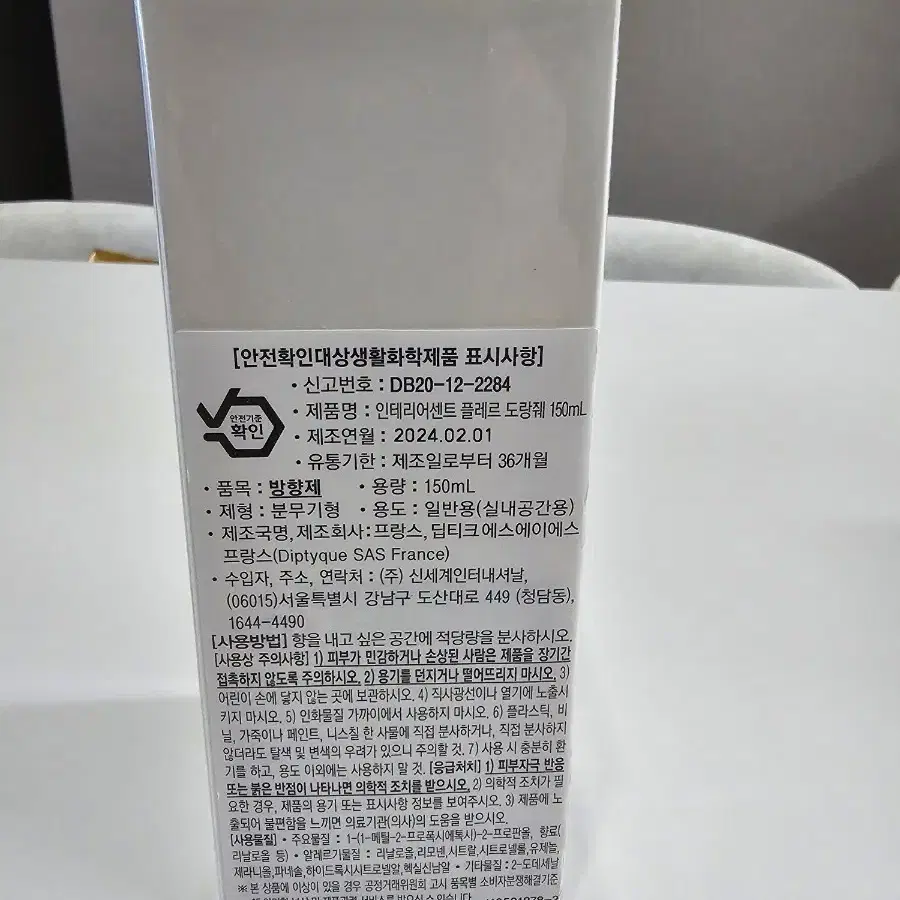 [안전확인대상생활화학제품 표시사항]
• 신고번호 : DB20-12-2284
안전기준
확인
• 제품명 : 인테리어센트 플레르 도랑줴 150mL
• 제조연월 : 2024.02.01
• 유통기한 : 제조일로부터 36개월
• 품목 : 방향제 • 용량 : 150mL
• 제형 : 분무기형 • 용도 : 일반용(실내공간용)
• 제조국명, 제조회사 : 프랑스, 딥티크 에스에이에스
프랑스(Diptyque SAS France)
• 수입자, 주소, 연락처 : (주) 신세계인터내셔날,
(06015)서울특별시 강남구 도산대로 449 (청담동),
1644-4490
[사용방법] 향을 내고 싶은 공간에 적당량을 분사하시오.
[사용상 주의사항] 1) 피부가 민감하거나 손상된 사람은 제품을 장기간
접촉하지 않도록 주의하시오. 2) 용기를 던지거나 떨어뜨리지 마시오. 3)
어린이 손에 닿지 않는 곳에 보관하시오. 4) 직사광선이나 열기에 노출시
키지 마시오. 5) 인화물질 가까이에서 사용하지 마시오. 6) 플라스틱, 비
닐, 가죽이나 페인트, 니스칠 한 사물에 직접 분사하거나, 직접 분사하지
않더라도 탈색 및 변색의 우려가 있으니 주의할 것. 7) 사용 시 충분히 환
기를 하고, 용도 이외에는 사용하지 말 것. [응급처치] 1) 피부자극 반응
또는 붉은 반점이 나타나면 의학적 조치를 받으시오. 2) 의학적 조치가 필
요한 경우, 제품의 용기 또는 표시사항 정보를 보여주시오. 3) 제품에 노
출되어 불편함을 느끼면 의료기관(의사)의 도움을 받으시오.
[사용물질] • 주요물질 : 1-(1-메틸-2-프로폭시에톡시)-2-프로판올, 향료(
리날로올 등) • 알레르기물질 : 리날로올,리모넨,시트랄,시트로넬롤,유제놀,
제라니올,파네솔,하이드록시시트로넬알,헥실신남알 • 기타물질 : 2-도데세날
※ 본 상품에 이상이 있을 경우 공정거래위원회 고시 품목별 소비자분쟁해결기준